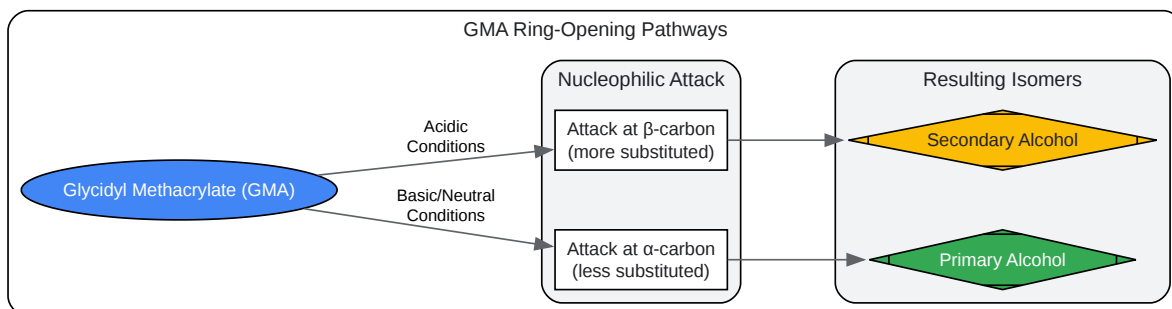 GMA Ring-Opening Pathways
Nucleophilic Attack
Resulting Isomers
Acidic
Conditions
Attack at β-carbon
(more substituted)
Secondary Alcohol
Glycidyl Methacrylate (GMA)
Basic/Neutral
Conditions
Attack at α-carbon
(less substituted)
Primary Alcohol